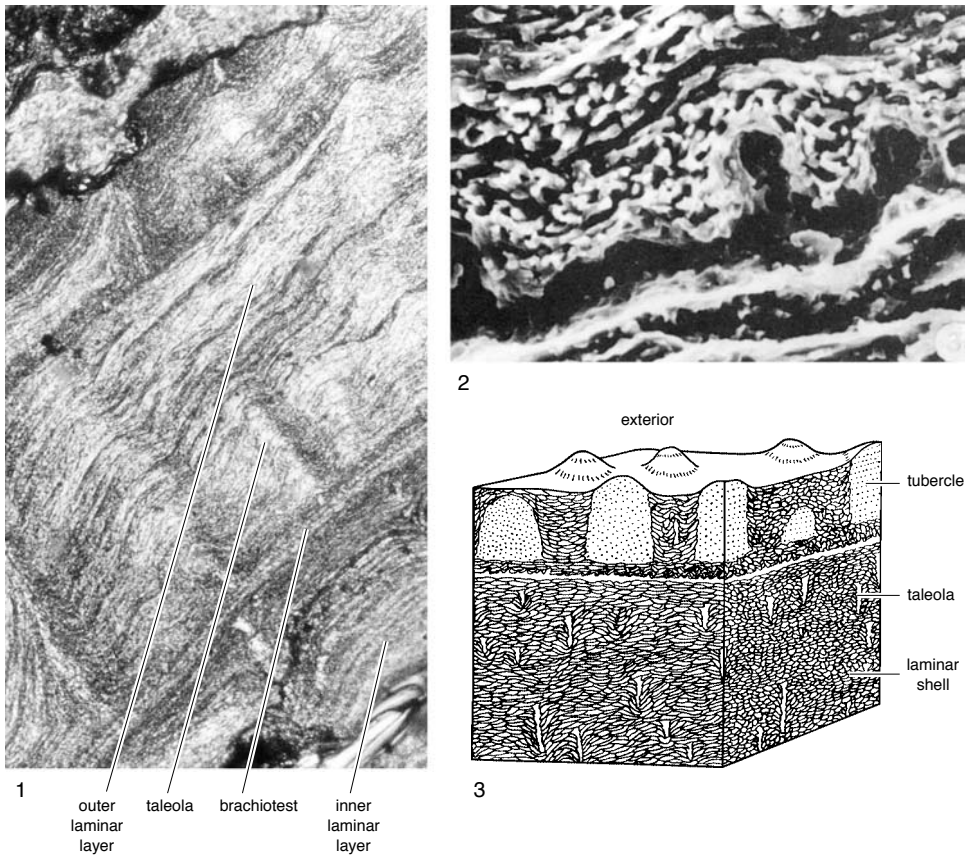 1
outer
laminar
layer
taleola
brachiotest
inner
laminar
layer
2
exterior
tubercle
taleola
laminar
shell
3